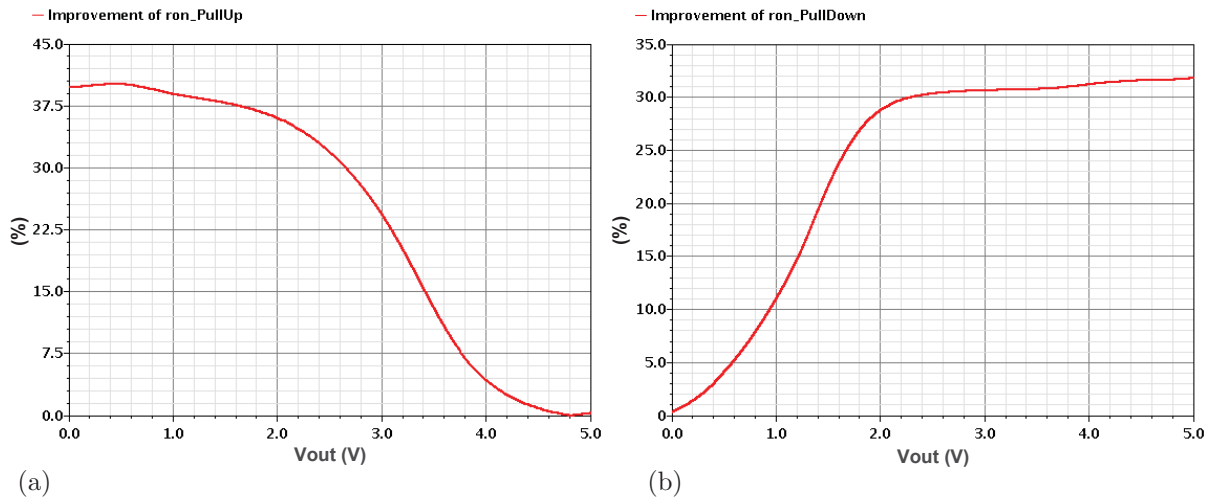 Improvement of ron_PullUp
45.0
37.5
30.0
22.5
15.0
7.5
0.0
(%)
0.0 1.0 2.0 3.0 4.0 5.0
Vout (V)
(a)
Improvement of ron_PullDown
35.0
30.0
25.0
20.0
15.0
10.0
5.0
0
(%)
0.0 1.0 2.0 3.0 4.0 5.0
Vout (V)
(b)